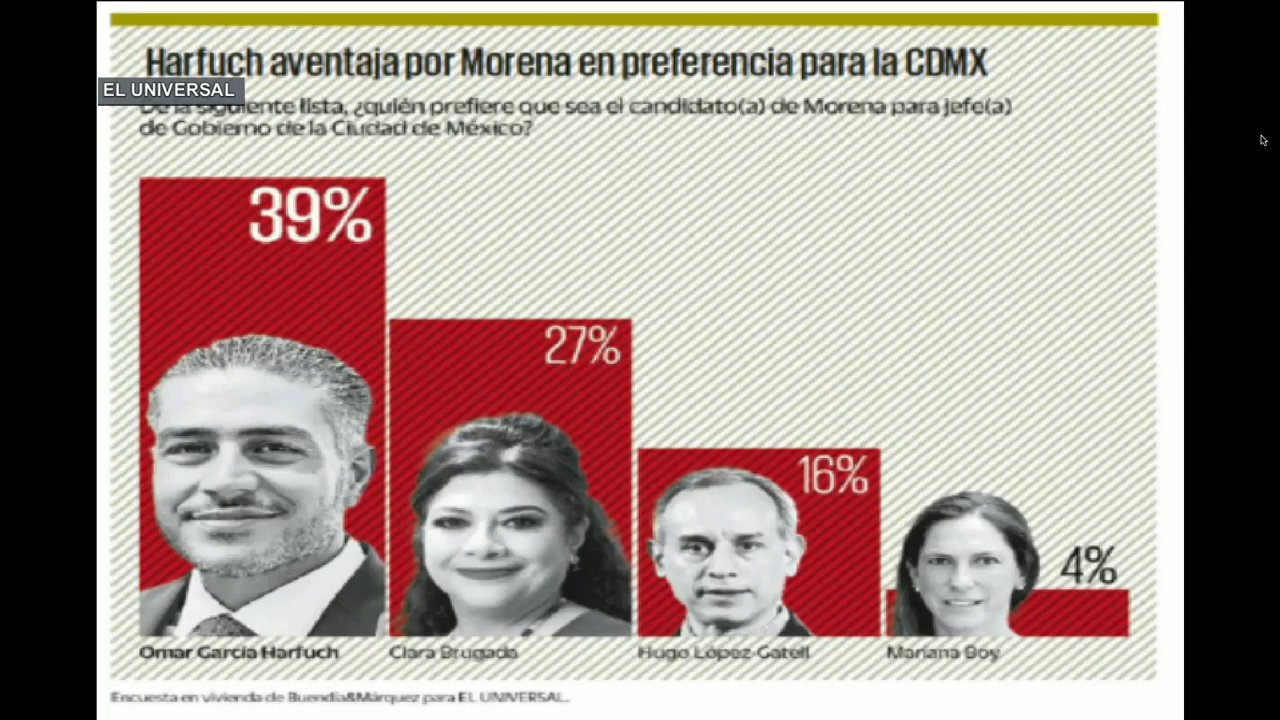 Harfuch aventaja por Morena en preferencia para la CDMX
EL UNIVERSAL
De la siguiente lista, ¿quién prefiere que sea el candidato(a) de Morena para Jefe(a)
de Gobierno de la Ciudad de México?
39%
27%
16%
4%
Omar García Harfuch
Clara Brugada
Hugo López-Gatell
Mariana Boy
Encuesta en vivienda de Buendía&Márquez para EL UNIVERSAL.